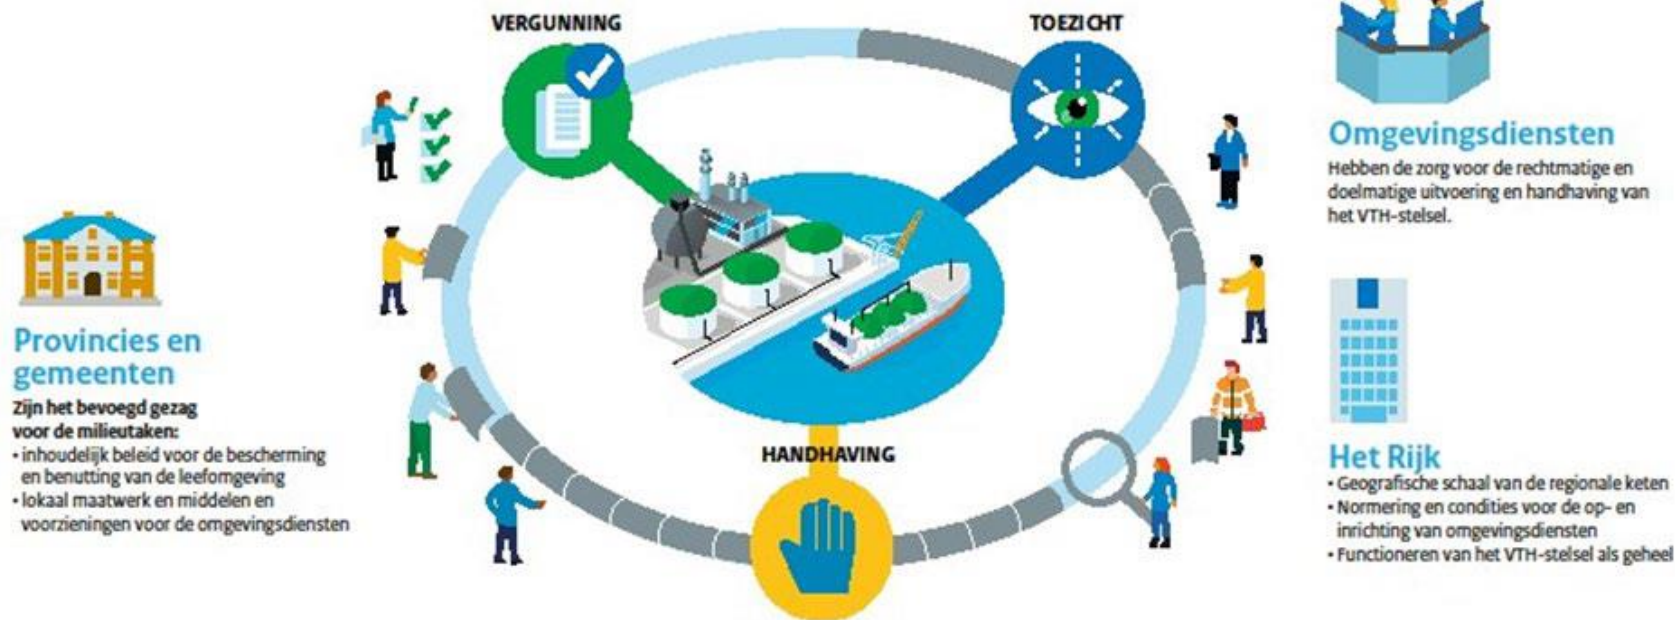 VERGUNNING
TOEZICHT
HANDHAVING
Provincies en
gemeenten
Zijn het bevoegd gezag
voor de milieutaken:
• inhoudelijk beleid voor de bescherming
en benutting van de leefomgeving
• lokaal maatwerk en middelen en
voorzieningen voor de omgevingsdiensten
Omgevingsdiensten
Hebben de zorg voor de rechtmatige en
doelmatige uitvoering en handhaving van
het VTH-stelsel.
Het Rijk
• Geografische schaal van de regionale keten
• Normering en condities voor de op- en
inrichting van omgevingsdiensten
• Functioneren van het VTH-stelsel als geheel